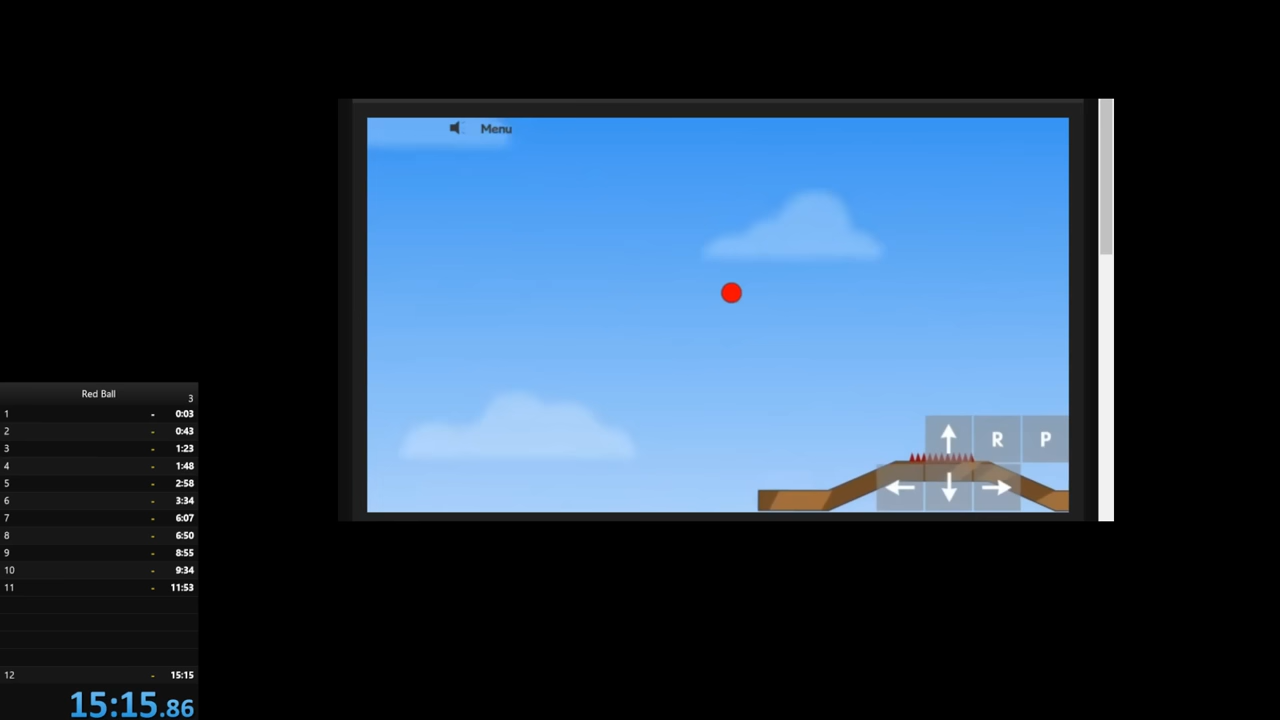 Menu
R P
Red Ball 3
1 - 0:03
2 - 0:43
3 - 1:23
4 - 1:48
5 - 2:58
6 - 3:34
7 - 6:07
8 - 6:50
9 - 8:55
10 - 9:34
11 - 11:53
12 - 15:15
15:15.86